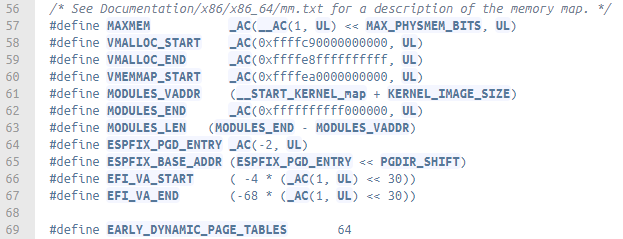 56 /* See Documentation/x86/x86_64/mm.txt for a description of the memory map. */
57 #define MAXMEM _AC(__AC(1, UL) << MAX_PHYSMEM_BITS, UL)
58 #define VMALLOC_START _AC(0xffffc90000000000, UL)
59 #define VMALLOC_END _AC(0xffffe8ffffffffff, UL)
60 #define VMEMMAP_START _AC(0xffffea0000000000, UL)
61 #define MODULES_VADDR (__START_KERNEL_map + KERNEL_IMAGE_SIZE)
62 #define MODULES_END _AC(0xffffffffff000000, UL)
63 #define MODULES_LEN (MODULES_END - MODULES_VADDR)
64 #define ESPFIX_PGD_ENTRY _AC(-2, UL)
65 #define ESPFIX_BASE_ADDR (ESPFIX_PGD_ENTRY << PGDIR_SHIFT)
66 #define EFI_VA_START ( -4 * (_AC(1, UL) << 30))
67 #define EFI_VA_END (-68 * (_AC(1, UL) << 30))
68
69 #define EARLY_DYNAMIC_PAGE_TABLES 64